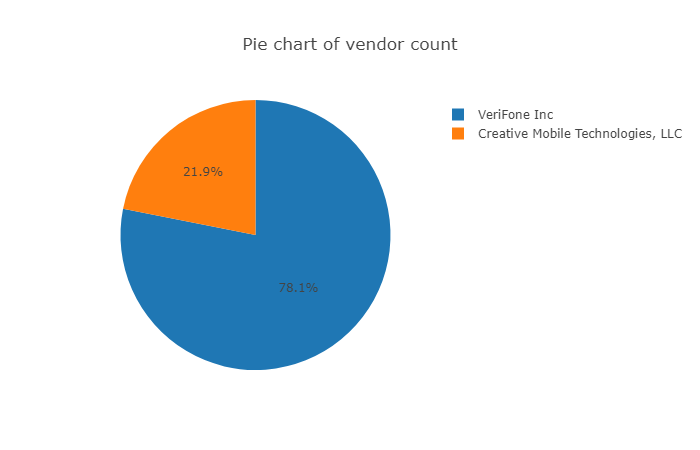 Pie chart of vendor count
VeriFone Inc
Creative Mobile Technologies, LLC
21.9%
78.1%